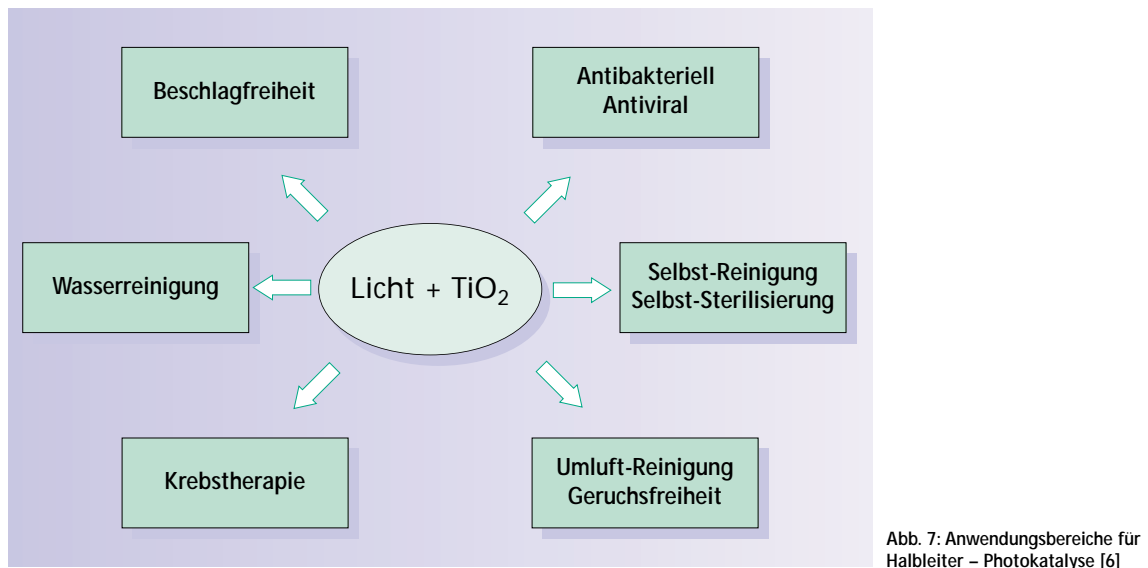 Beschlagfreiheit
Antibakteriell
Antiviral
Wasserreinigung
Licht + TiO₂
Selbst-Reinigung
Selbst-Sterilisierung
Krebstherapie
Umluft-Reinigung
Geruchsfreiheit
Abb. 7: Anwendungsbereiche für
Halbleiter – Photokatalyse [6]